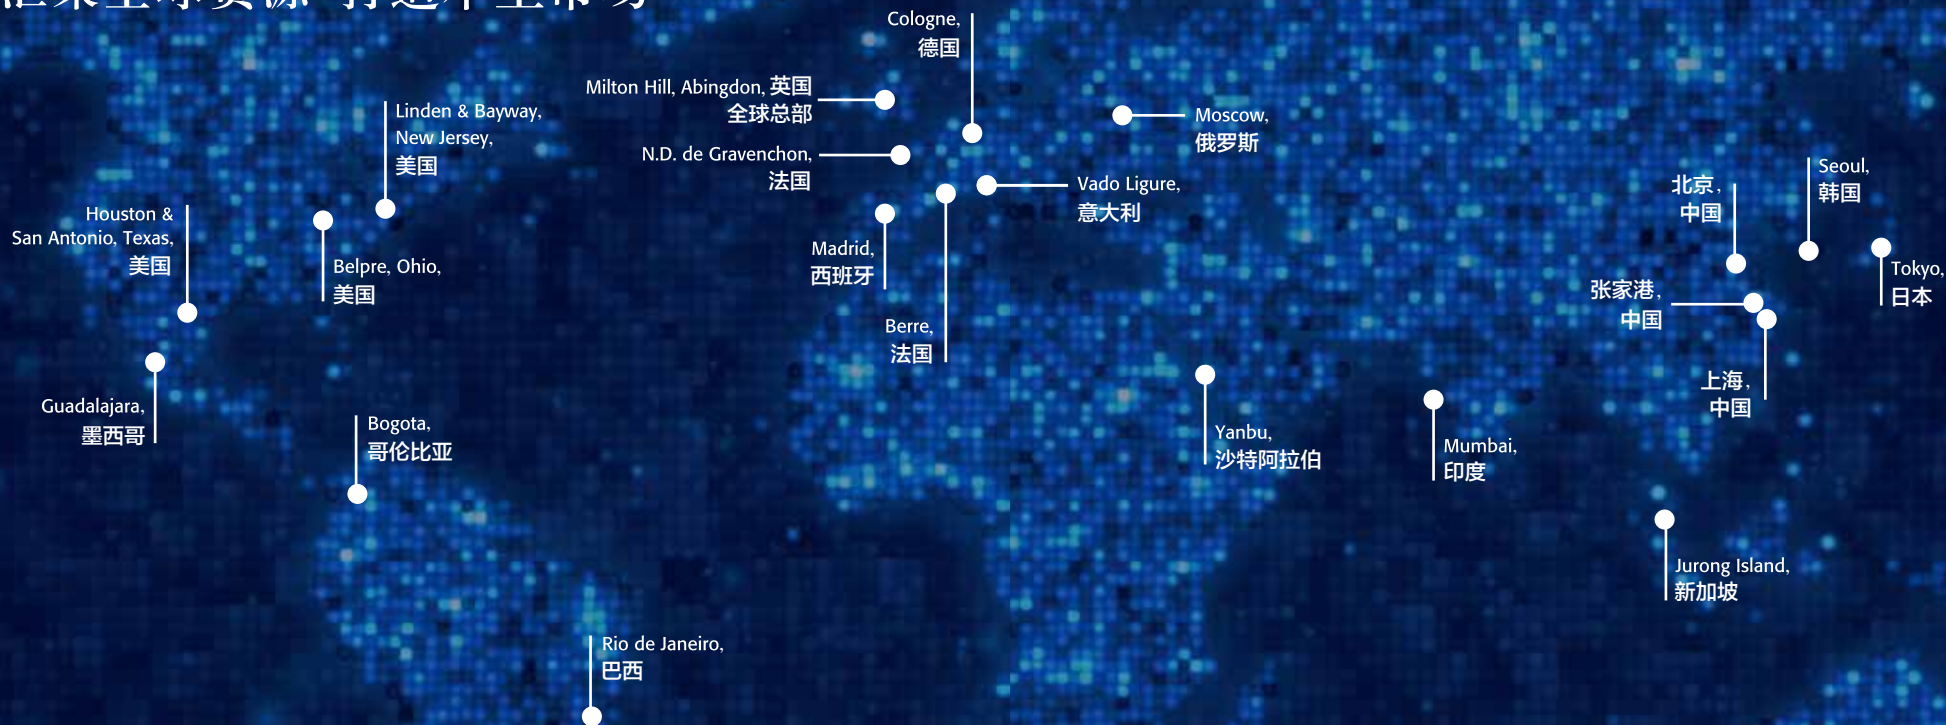 Cologne,
德国
Milton Hill, Abingdon, 英国
全球总部
Linden & Bayway,
New Jersey,
美国
Moscow,
俄罗斯
N.D. de Gravenchon,
法国
Seoul,
韩国
Vado Ligure,
意大利
北京,
中国
Houston &
San Antonio, Texas,
美国
Madrid,
西班牙
Belpre, Ohio,
美国
Tokyo,
日本
张家港,
中国
Berre,
法国
上海,
中国
Guadalajara,
墨西哥
Bogota,
哥伦比亚
Yanbu,
沙特阿拉伯
Mumbai,
印度
Jurong Island,
新加坡
Rio de Janeiro,
巴西